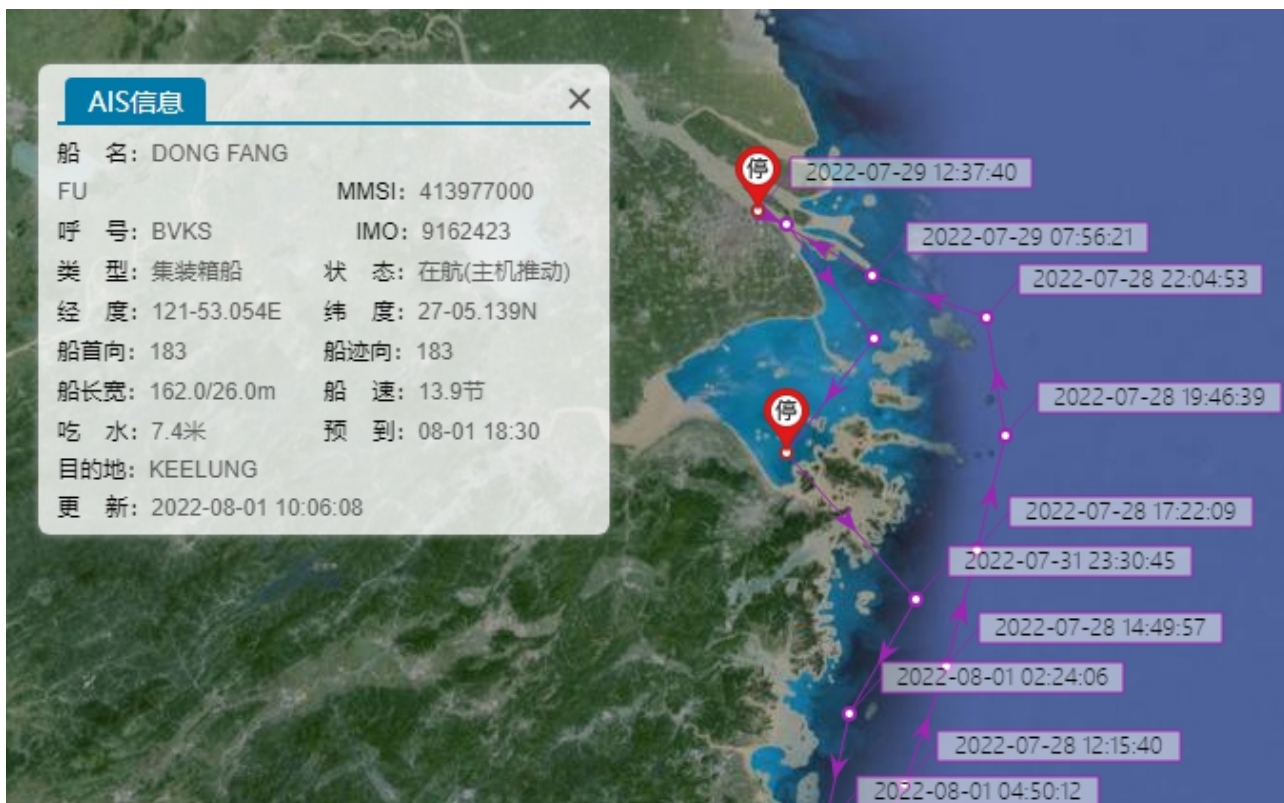 AIS信息 ×
船 名：DONG FANG
FU MMSI：413977000
呼 号：BVKS IMO：9162423
类 型：集装箱船 状 态：在航(主机推动)
经 度：121-53.054E 纬 度：27-05.139N
船首向：183 船迹向：183
船长宽：162.0/26.0m 船 速：13.9节
吃 水：7.4米 预 到：08-01 18:30
目的地：KEELUNG
更 新：2022-08-01 10:06:08
停
2022-07-29 12:37:40
2022-07-29 07:56:21
2022-07-28 22:04:53
2022-07-28 19:46:39
停
2022-07-28 17:22:09
2022-07-31 23:30:45
2022-07-28 14:49:57
2022-08-01 02:24:06
2022-07-28 12:15:40
2022-08-01 04:50:12